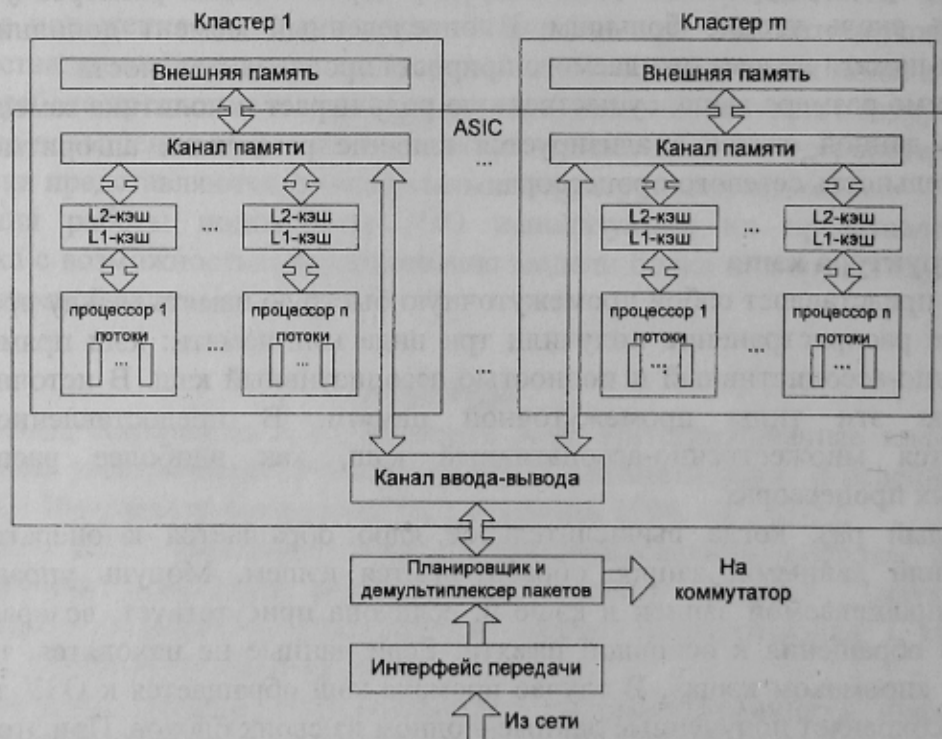 Кластер 1
Кластер m
Внешняя память
Внешняя память
ASIC
...
Канал памяти
Канал памяти
L2-кэш
L1-кэш
...
L2-кэш
L1-кэш
L2-кэш
L1-кэш
...
L2-кэш
L1-кэш
процессор 1
потоки
...
...
процессор n
потоки
...
...
процессор 1
потоки
...
...
процессор n
потоки
...
Канал ввода-вывода
Планировщик и
демультиплексер пакетов
На
коммутатор
Интерфейс передачи
Из сети